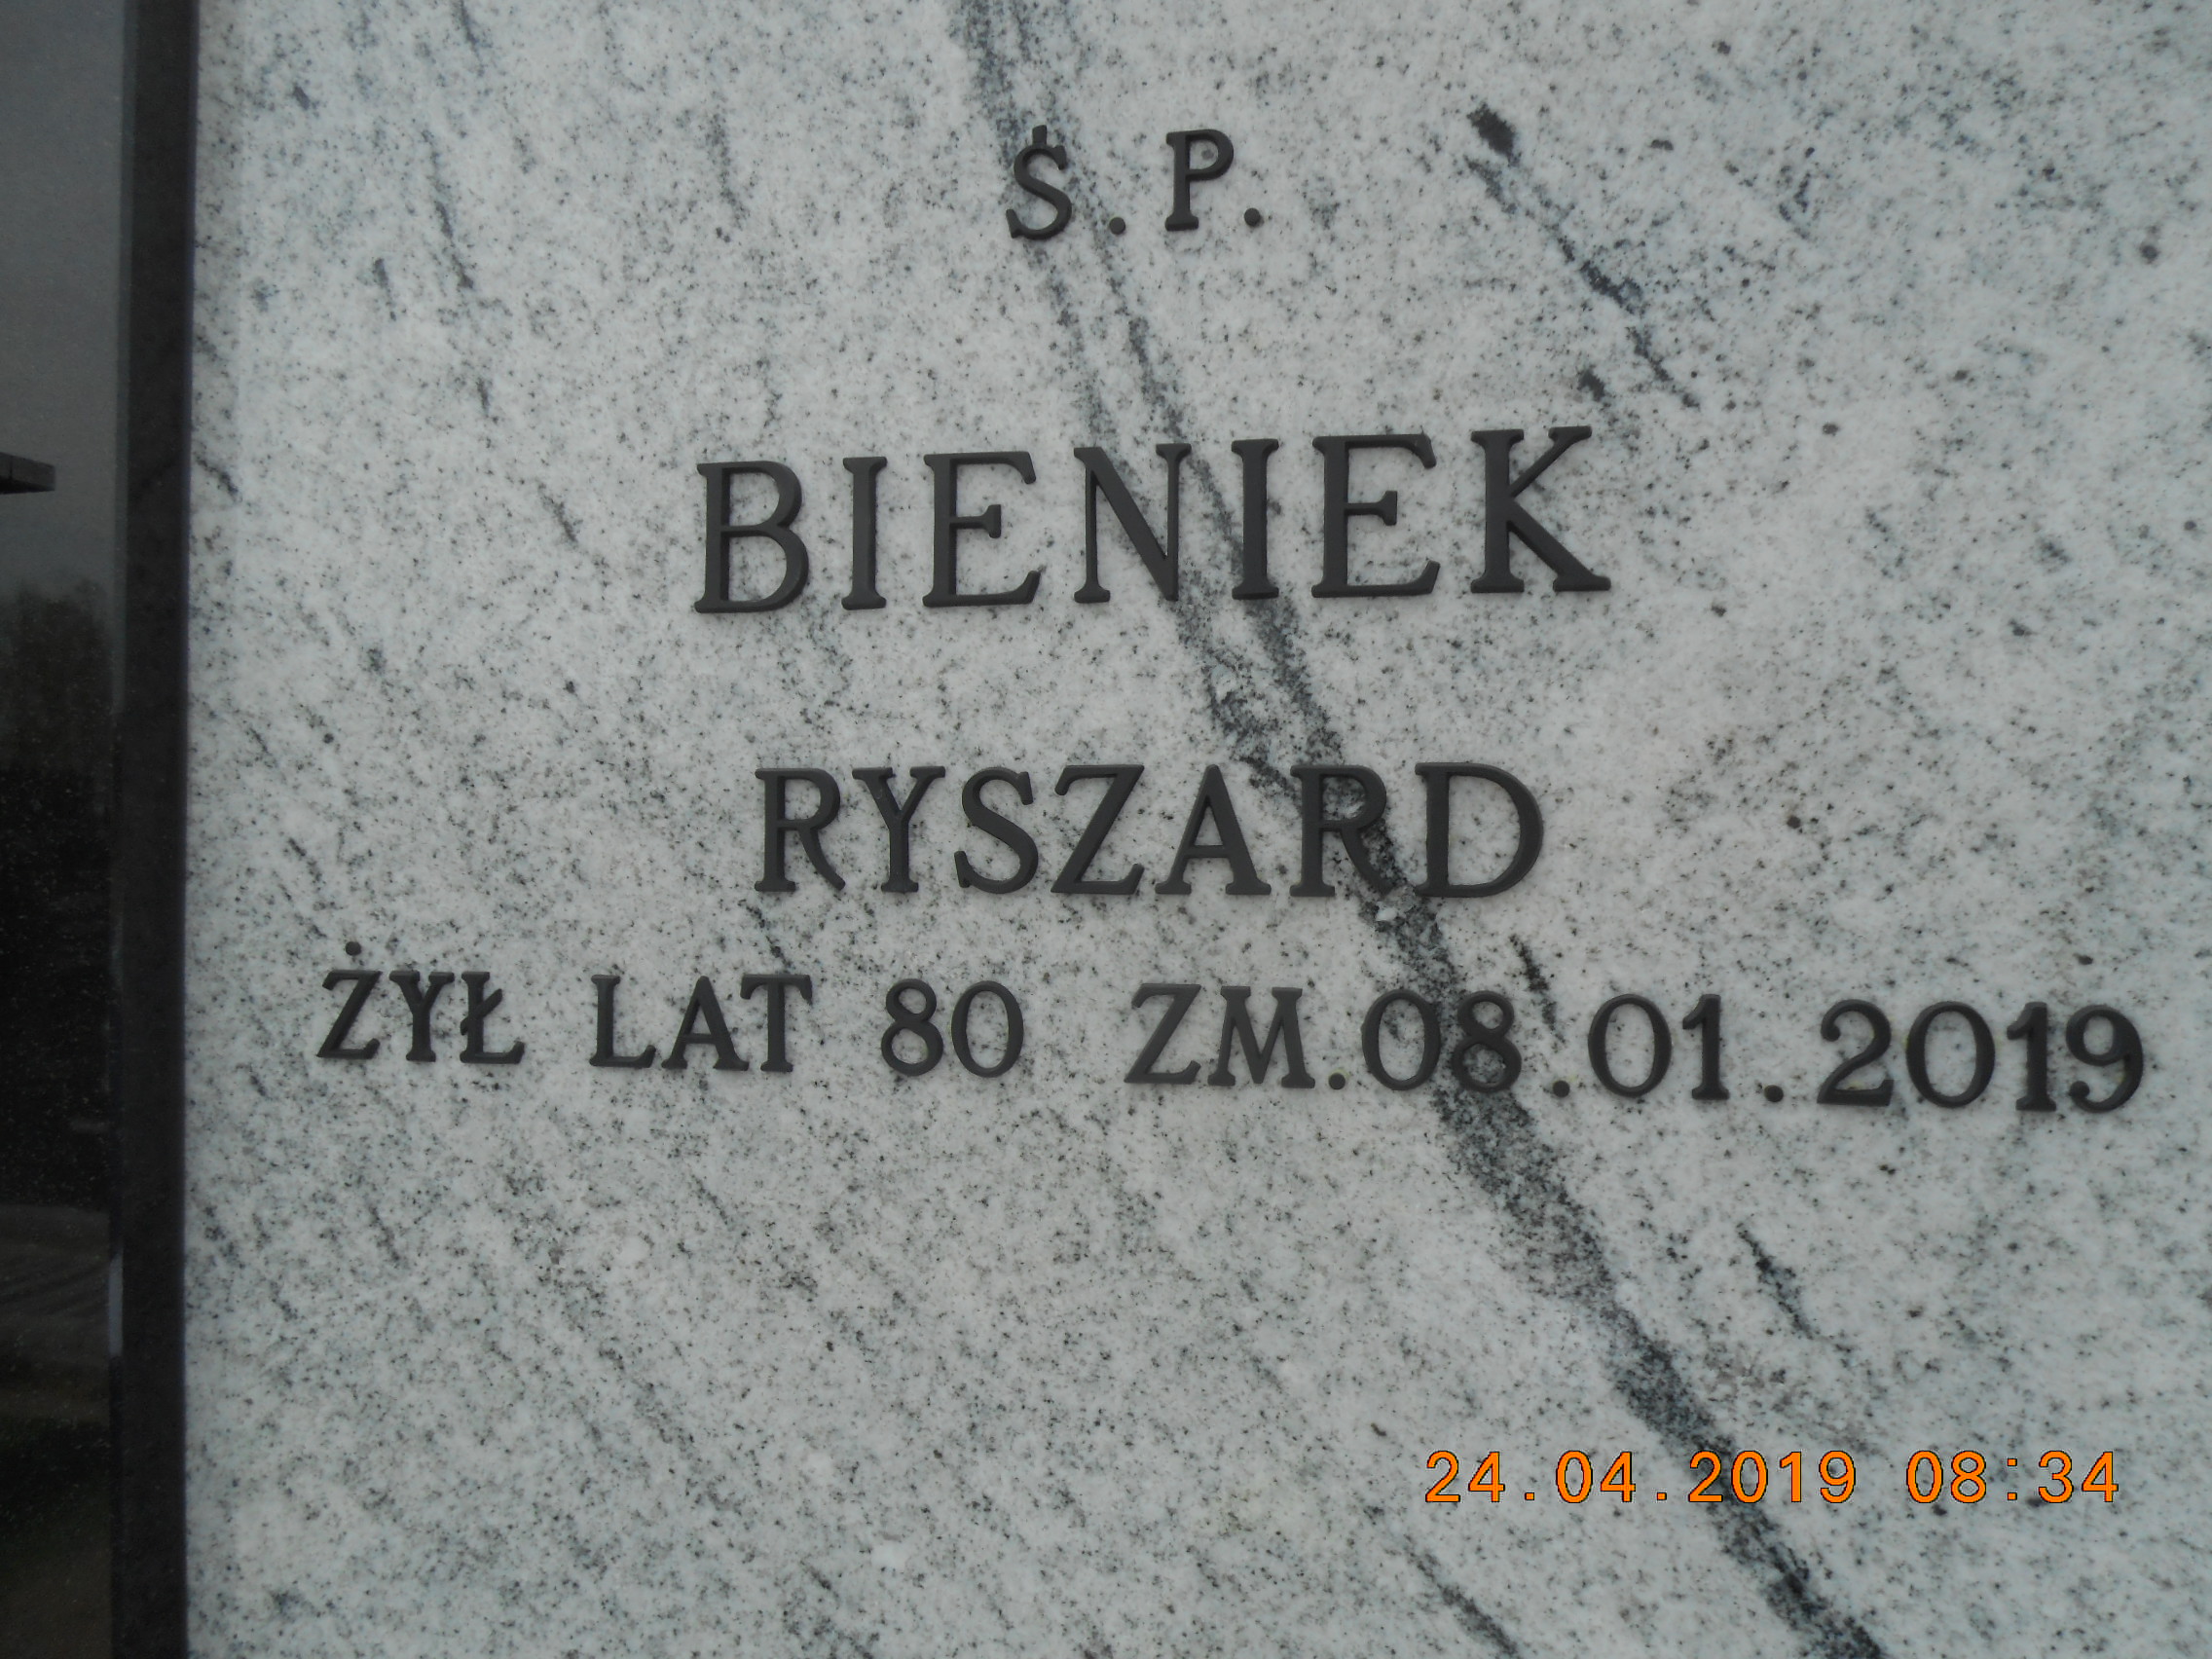 Ś.P.
BIENIEK
RYSZARD
ŻYŁ LAT 80 ZM.08.01.2019
24.04.2019 08:34